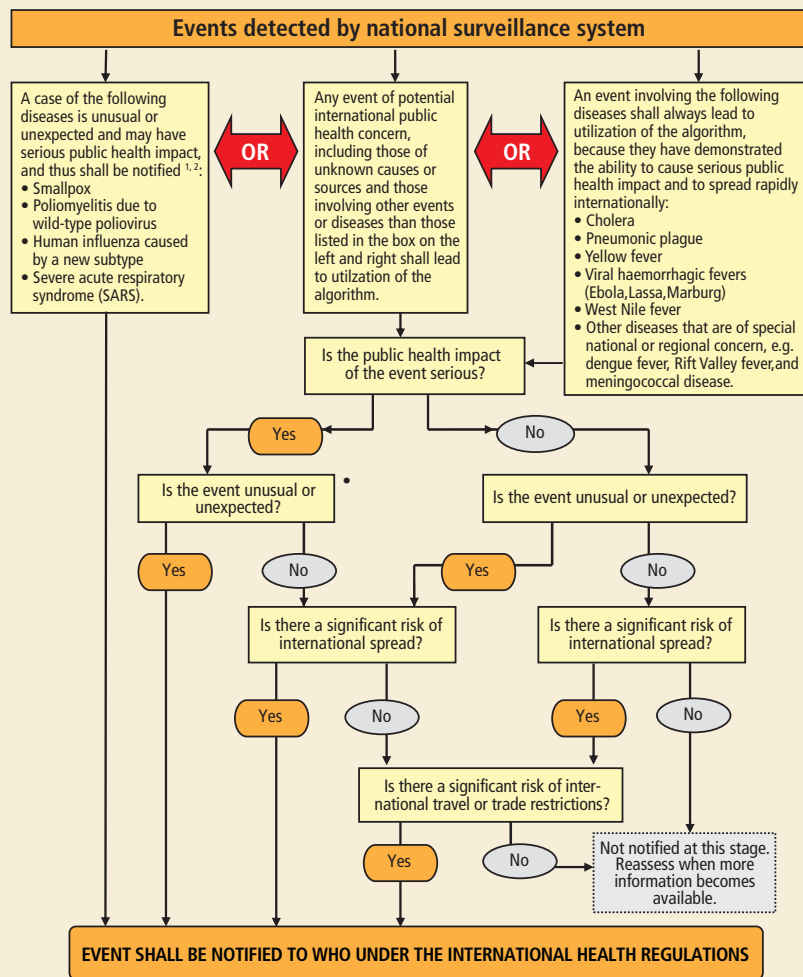 Events detected by national surveillance system
A case of the following
diseases is unusual or
unexpected and may have
serious public health impact,
and thus shall be notified 1, 2:
• Smallpox
• Poliomyelitis due to
wild-type poliovirus
• Human influenza caused
by a new subtype
• Severe acute respiratory
syndrome (SARS).
OR
Any event of potential
international public
health concern,
including those of
unknown causes or
sources and those
involving other events
or diseases than those
listed in the box on the
left and right shall lead
to utilzation of the
algorithm.
OR
An event involving the following
diseases shall always lead to
utilization of the algorithm,
because they have demonstrated
the ability to cause serious public
health impact and to spread rapidly
internationally:
• Cholera
• Pneumonic plague
• Yellow fever
• Viral haemorrhagic fevers
(Ebola,Lassa,Marburg)
• West Nile fever
• Other diseases that are of special
national or regional concern, e.g.
dengue fever, Rift Valley fever,and
meningococcal disease.
Is the public health impact
of the event serious?
Yes
No
Is the event unusual or
unexpected?
•
Is the event unusual or unexpected?
Yes
No
Yes
No
Is there a significant risk of
international spread?
Is there a significant risk of
international spread?
Yes
No
Yes
No
Is there a significant risk of inter-
national travel or trade restrictions?
Yes
No
Not notified at this stage.
Reassess when more
information becomes
available.
EVENT SHALL BE NOTIFIED TO WHO UNDER THE INTERNATIONAL HEALTH REGULATIONS